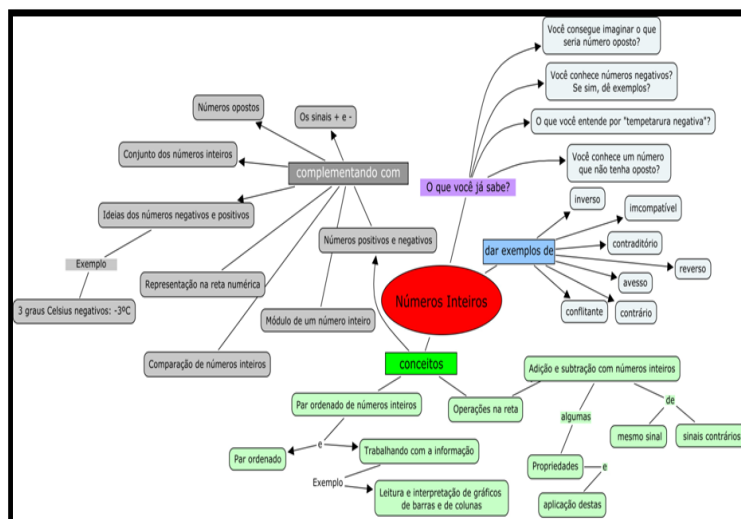 Você consegue imaginar o que
seria número oposto?
Você conhece números negativos?
Se sim, dê exemplos?
O que você entende por "tempetarura negativa"?
Você conhece um número
que não tenha oposto?
O que você já sabe?
Números opostos
Os sinais + e -
Conjunto dos números inteiros
complementando com
Ideias dos números negativos e positivos
Exemplo
3 graus Celsius negativos: -3ºC
Números positivos e negativos
Representação na reta numérica
Módulo de um número inteiro
Comparação de números inteiros
dar exemplos de
inverso
imcompatível
contraditório
reverso
avesso
contrário
conflitante
Números Inteiros
conceitos
Par ordenado de números inteiros
Operações na reta
Adição e subtração com números inteiros
e
Par ordenado
Trabalhando com a informação
Exemplo
Leitura e interpretação de gráficos
de barras e de colunas
algumas
de
mesmo sinal
sinais contrários
Propriedades
e
aplicação destas